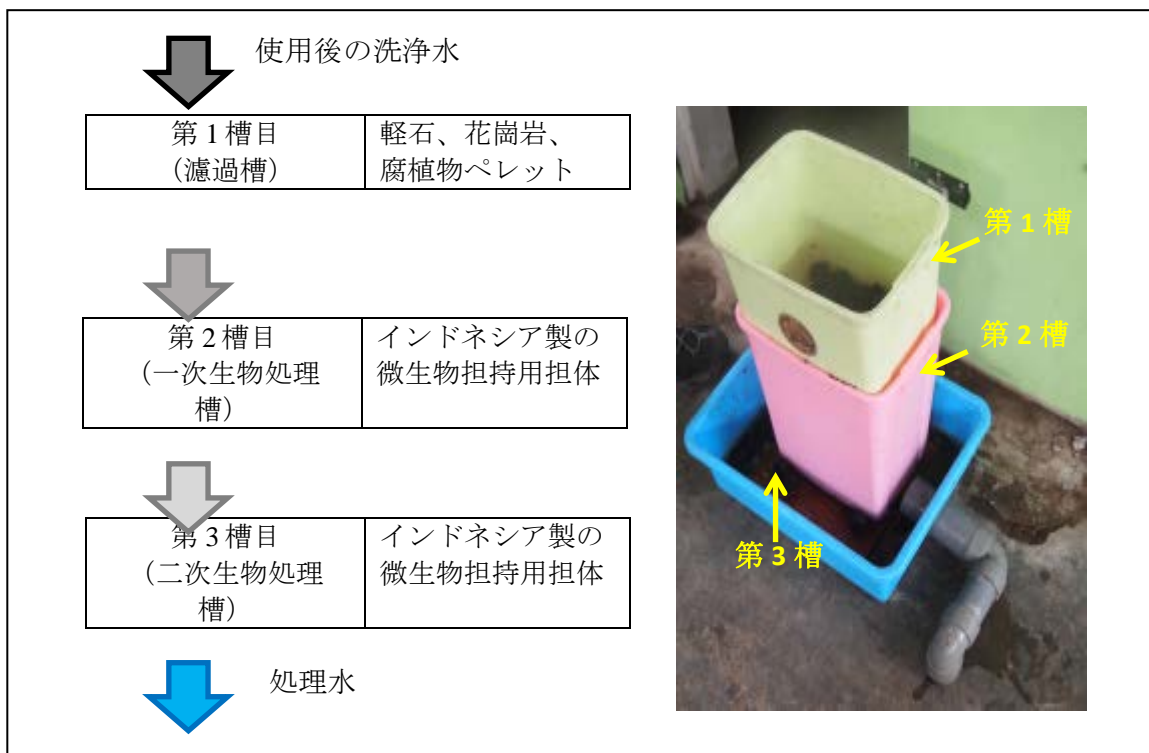 使用後の洗浄水
第1槽目
（濾過槽）
軽石、花崗岩、
腐植物ペレット
第2槽目
（一次生物処理
槽）
インドネシア製の
微生物担持用担体
第3槽目
（二次生物処理
槽）
インドネシア製の
微生物担持用担体
処理水
第1槽
第2槽
第3槽